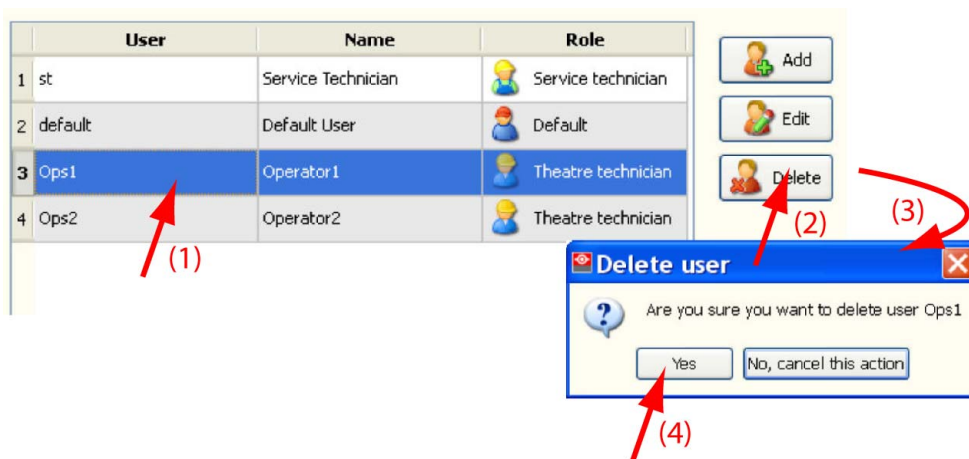 User Name Role
1 st Service Technician Service technician
2 default Default User Default
3 Ops1 Operator1 Theatre technician
4 Ops2 Operator2 Theatre technician
Add
Edit
Delete
(1)
(2)
(3)
Delete user
Are you sure you want to delete user Ops1
Yes No, cancel this action
(4)